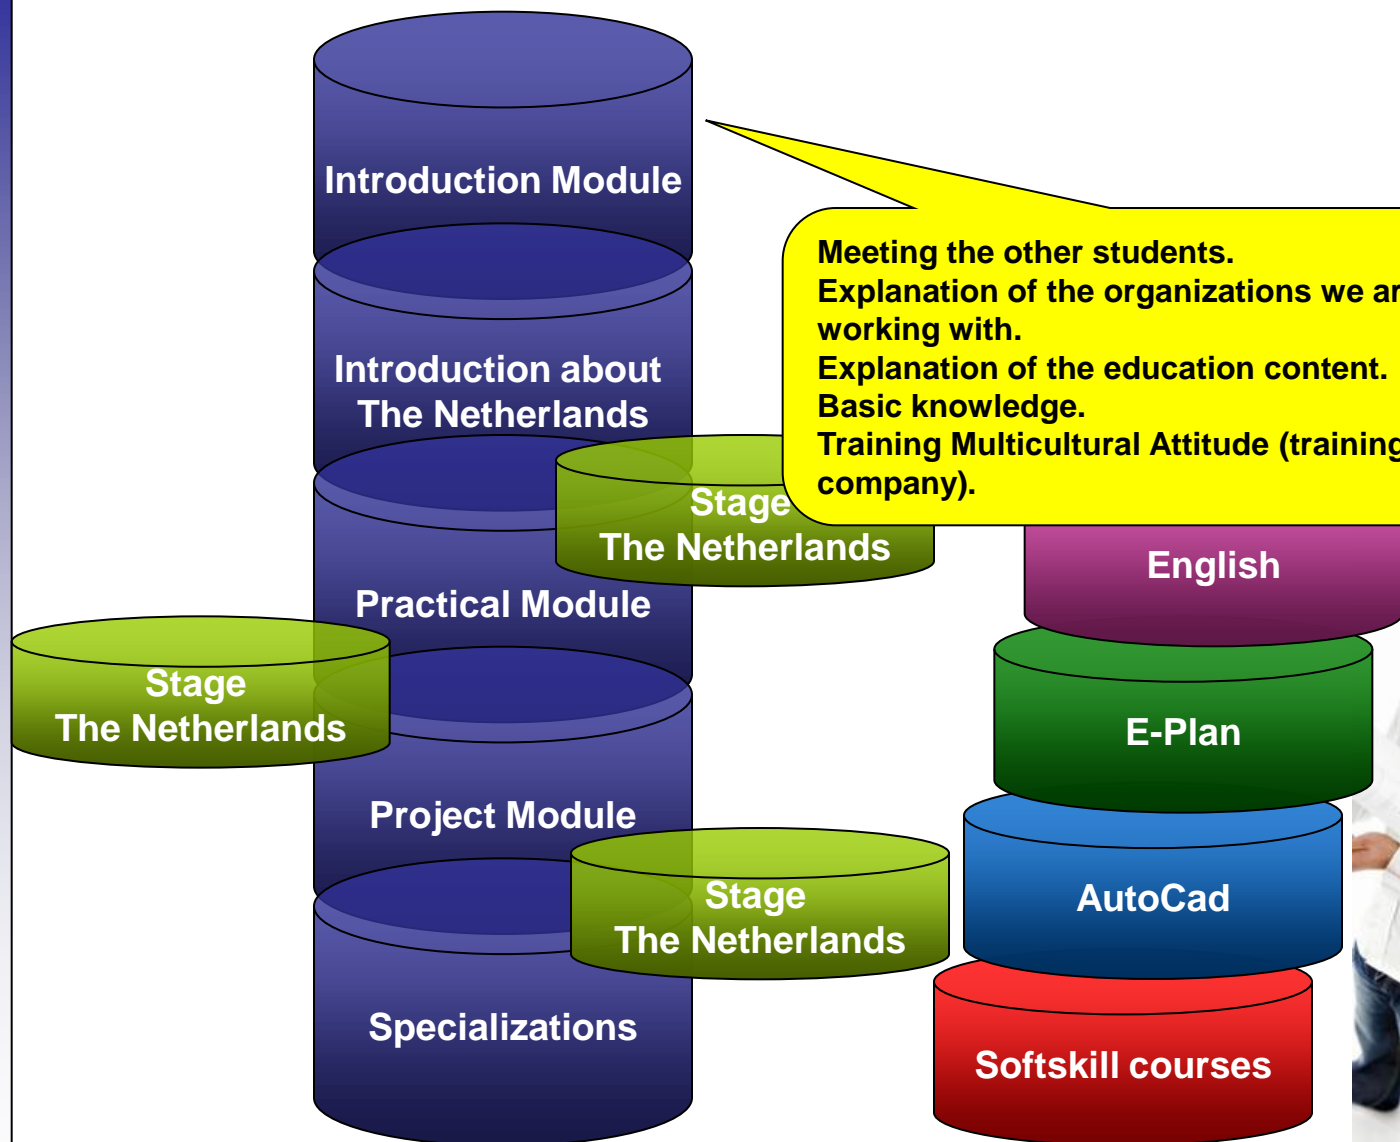 Introduction Module
Meeting the other students.
Explanation of the organizations we ar
working with.
Explanation of the education content.
Basic knowledge.
Training Multicultural Attitude (training
company).
Introduction about
The Netherlands
Stage
The Netherlands
English
Practical Module
Stage
The Netherlands
E-Plan
Project Module
Stage
The Netherlands
AutoCad
Specializations
Softskill courses